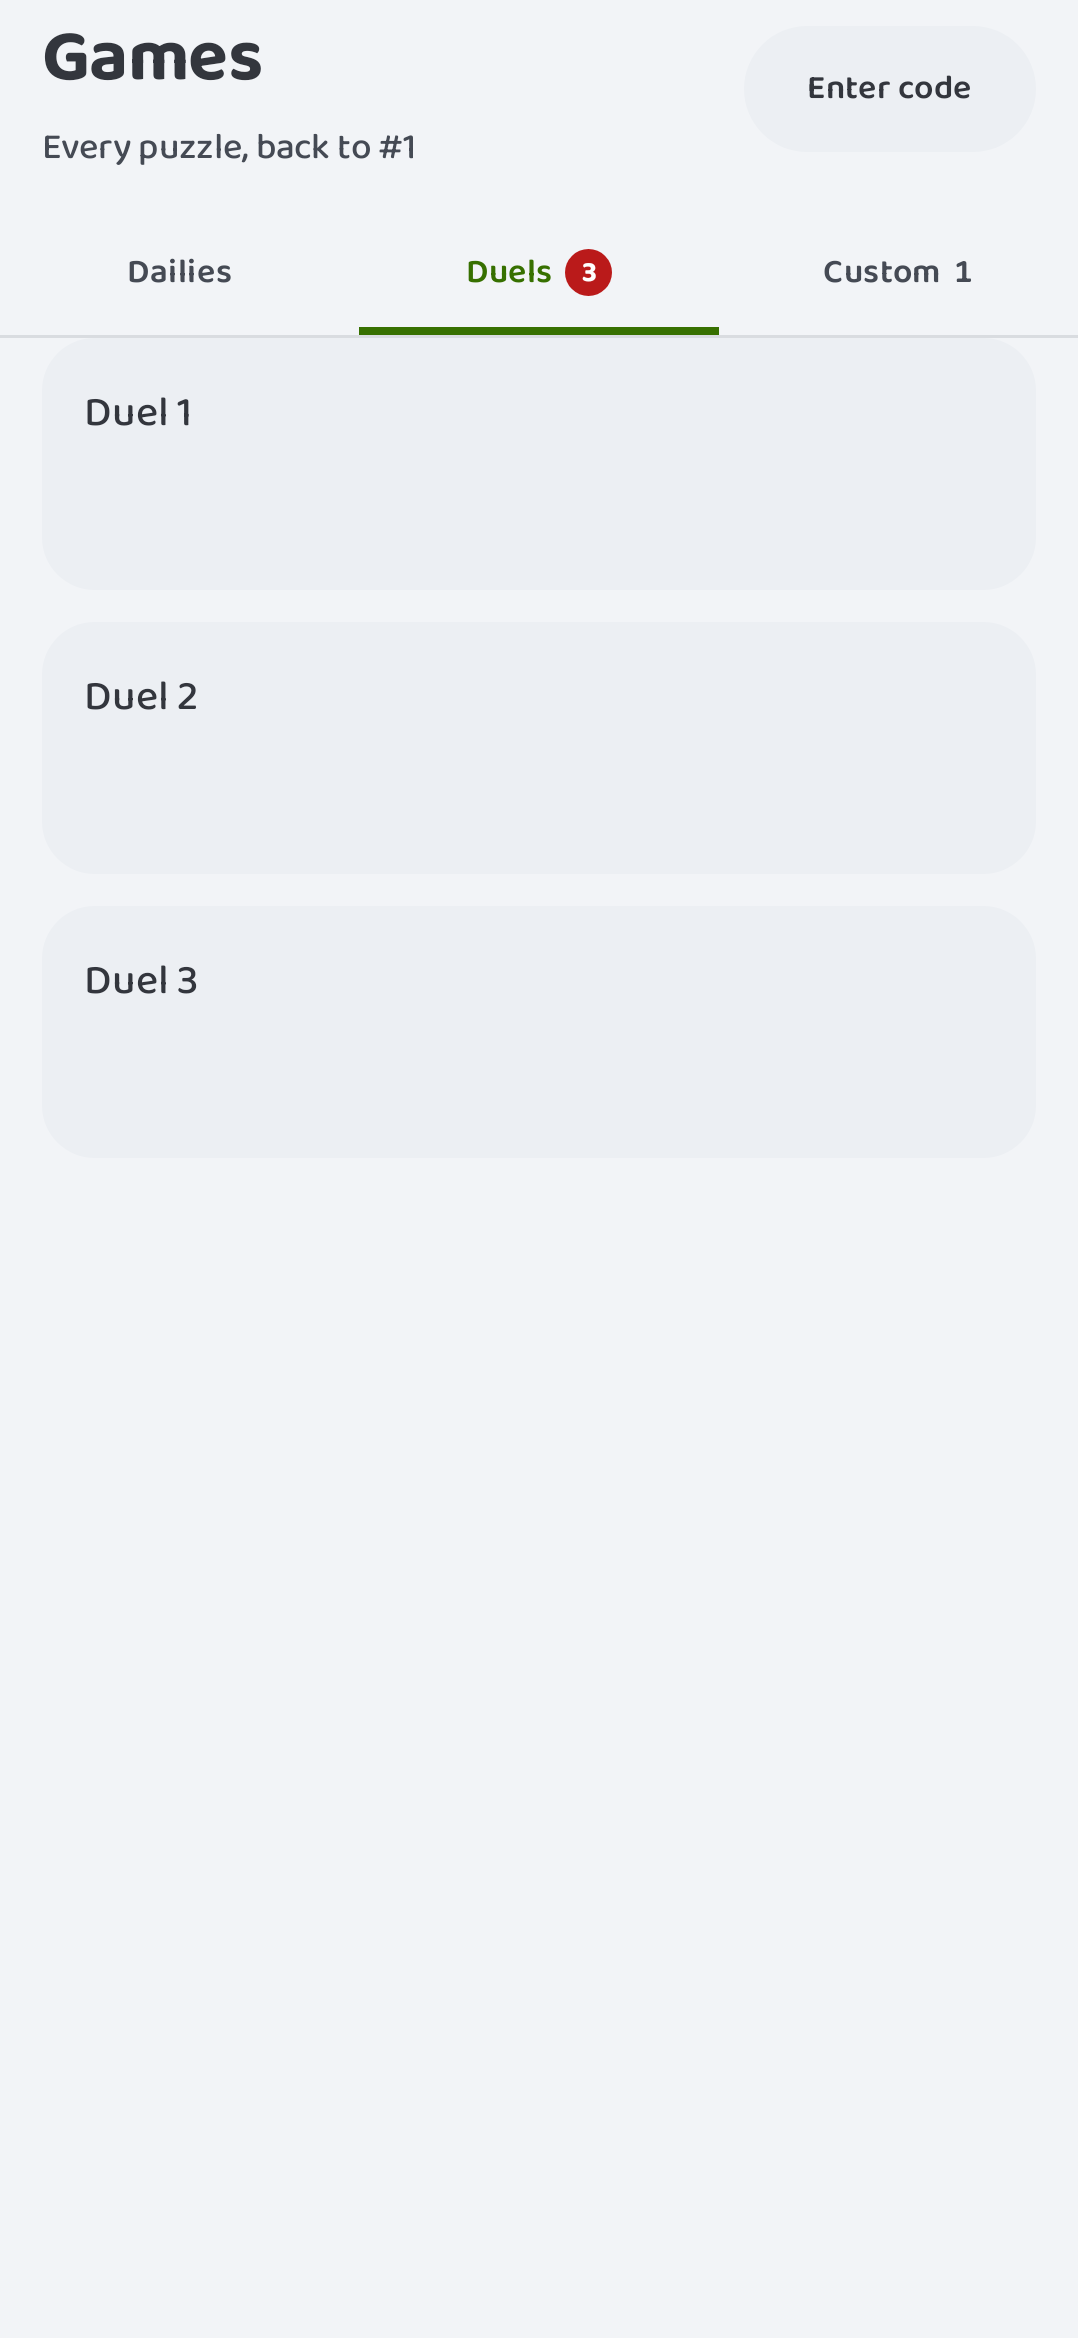 Games
Enter code
Every puzzle, back to #1
Dailies
Duels 3
Custom 1
Duel 1
Duel 2
Duel 3